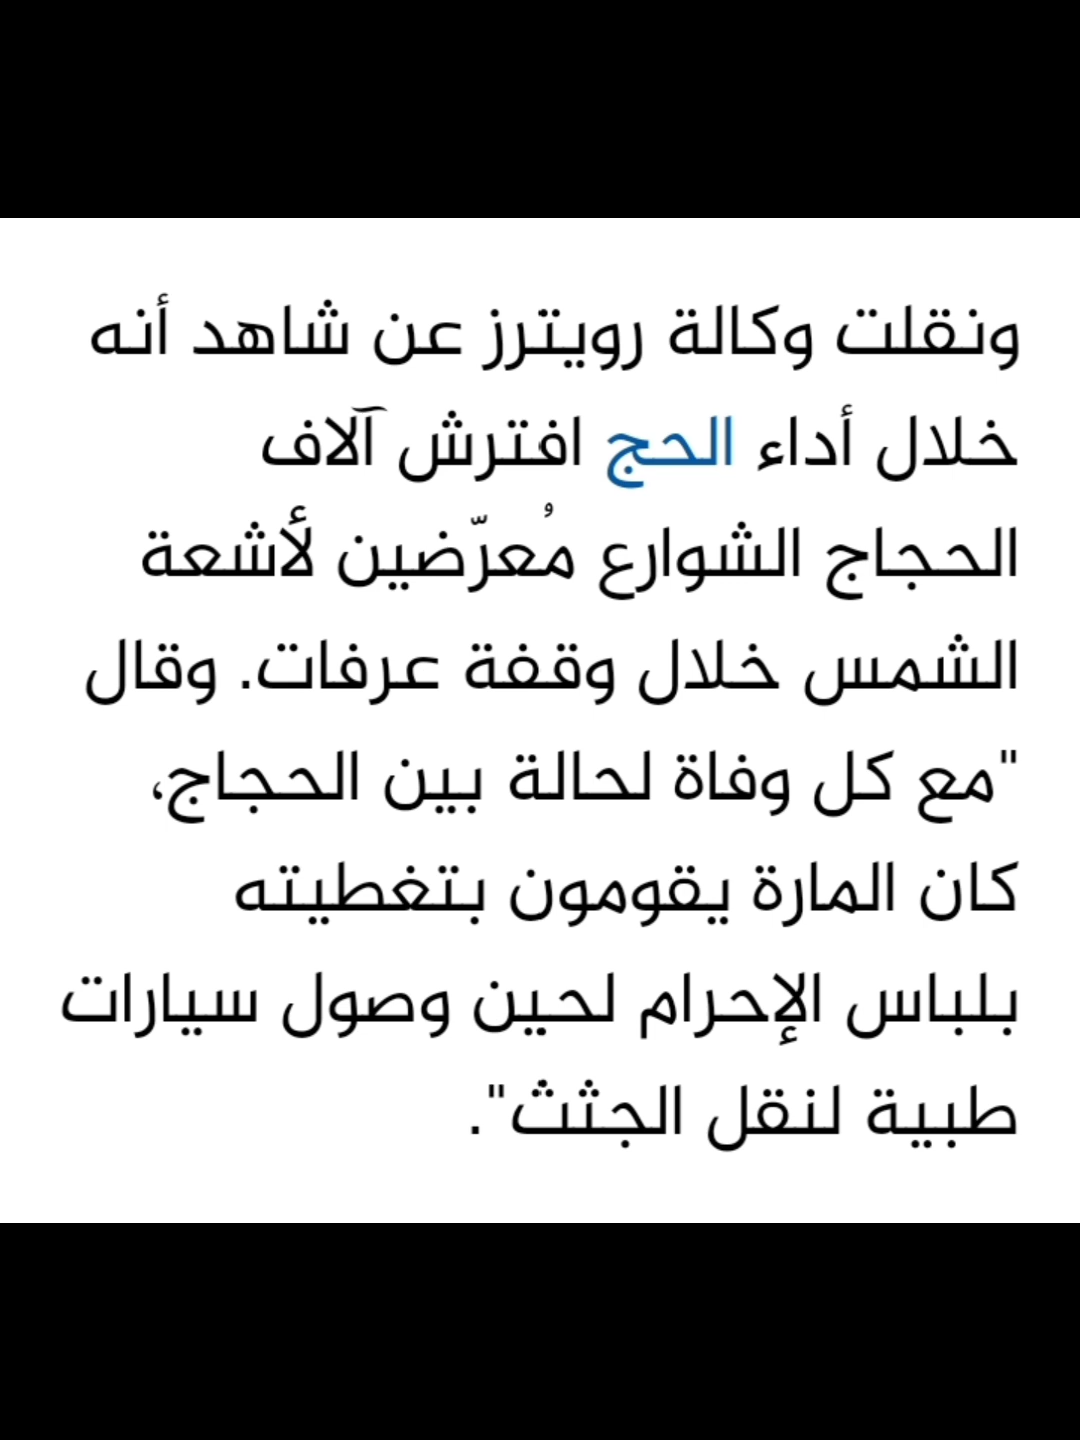 ونقلت وكالة رويترز عن شاهد أنه
خلال أداء الحج افترش آلاف
الحجاج الشوارع مُعرّضين لأشعة
الشمس خلال وقفة عرفات. وقال
"مع كل وفاة لحالة بين الحجاج،
كان المارة يقومون بتغطيته
بلباس الإحرام لحين وصول سيارات
طبية لنقل الجثث".